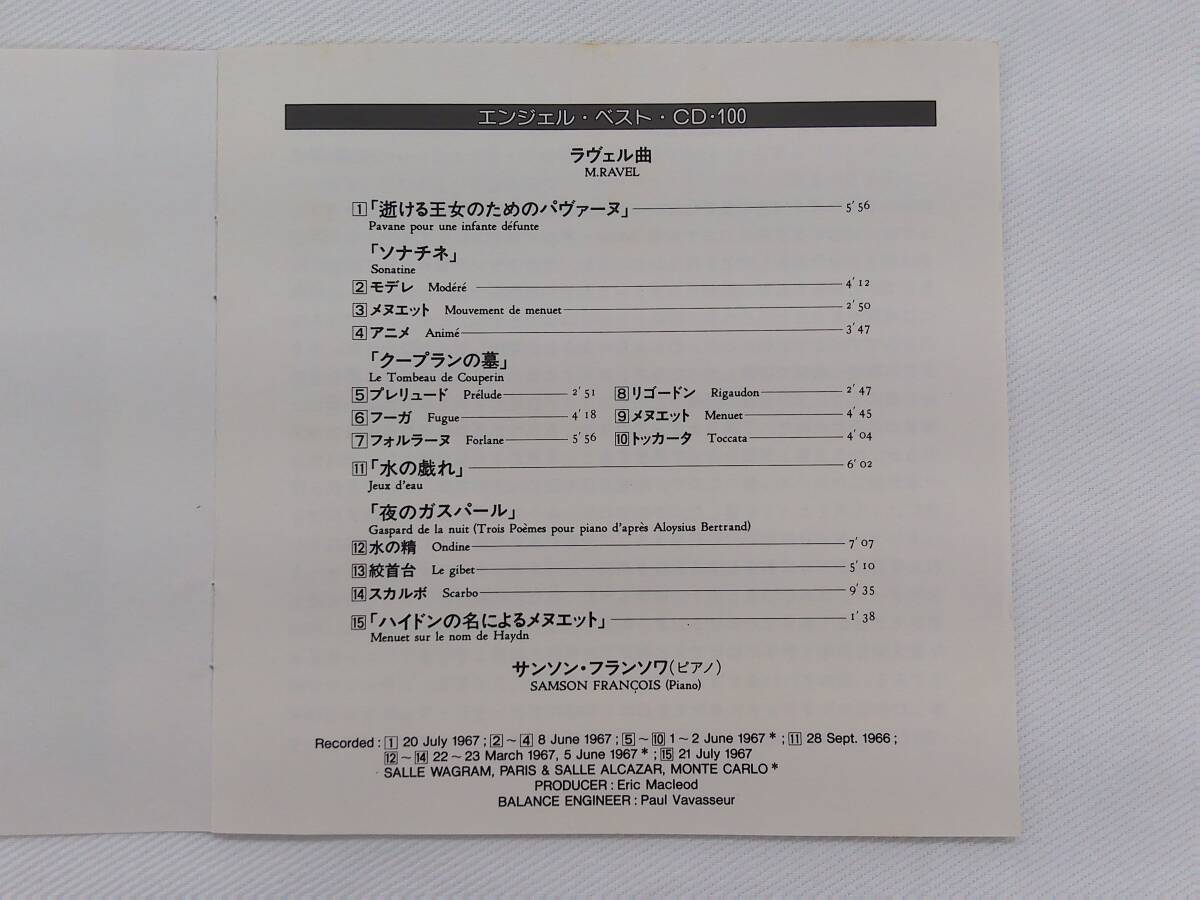 エンジェル・ベスト・CD・100
ラヴェル曲
M.RAVEL
1「逝ける王女のためのパヴァーヌ」 5′56
Pavane pour une infante défunte
「ソナチネ」
Sonatine
2モデレ Modéré 4′12
3メヌエット Mouvement de menuet 2′50
4アニメ Animé 3′47
「クープランの墓」
Le Tombeau de Couperin
5プレリュード Prélude 2′51
6フーガ Fugue 4′18
7フォルラーヌ Forlane 5′56
8リゴードン Rigaudon 2′47
9メヌエット Menuet 4′45
10トッカータ Toccata 4′04
11「水の戯れ」 6′02
Jeux d'eau
「夜のガスパール」
Gaspard de la nuit (Trois Poèmes pour piano d'après Aloysius Bertrand)
12水の精 Ondine 7′07
13絞首台 Le gibet 5′10
14スカルボ Scarbo 9′35
15「ハイドンの名によるメヌエット」 1′38
Menuet sur le nom de Haydn
サンソン・フランソワ(ピアノ)
SAMSON FRANÇOIS (Piano)
Recorded : 1 20 July 1967 ; 2～4 8 June 1967 ; 5～10 1～2 June 1967＊ ; 11 28 Sept. 1966 ;
12～14 22～23 March 1967, 5 June 1967＊ ; 15 21 July 1967
SALLE WAGRAM, PARIS & SALLE ALCAZAR, MONTE CARLO＊
PRODUCER : Eric Macleod
BALANCE ENGINEER : Paul Vavasseur